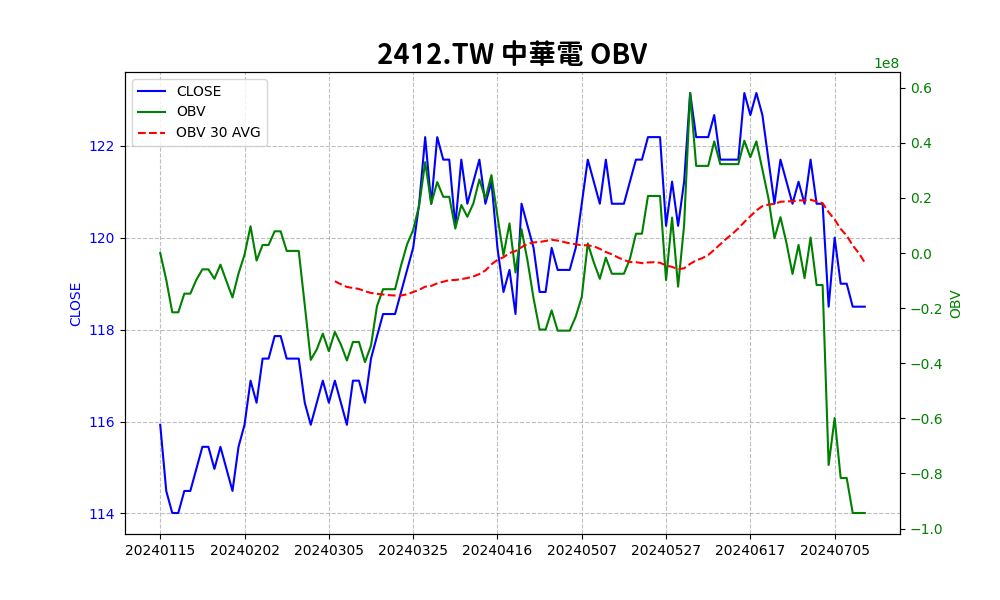 2412.TW 中華電 OBV
1e8
CLOSE
OBV
OBV 30 AVG
122
120
118
116
114
CLOSE
0.6
0.4
0.2
0.0
−0.2
−0.4
−0.6
−0.8
−1.0
OBV
20240115 20240202 20240305 20240325 20240416 20240507 20240527 20240617 20240705